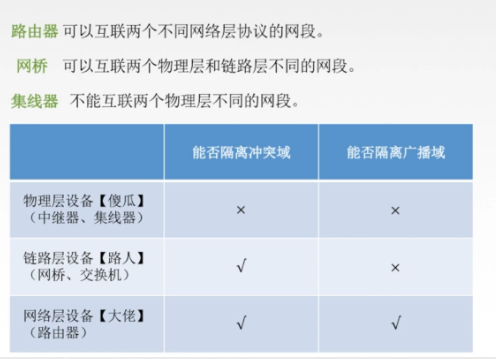 路由器 可以互联两个不同网络层协议的网段。
网桥 可以互联两个物理层和链路层不同的网段。
集线器 不能互联两个物理层不同的网段。
能否隔离冲突域 能否隔离广播域
物理层设备【傻瓜】
（中继器、集线器） × ×
链路层设备【路人】
（网桥、交换机） √ ×
网络层设备【大佬】
（路由器） √ √